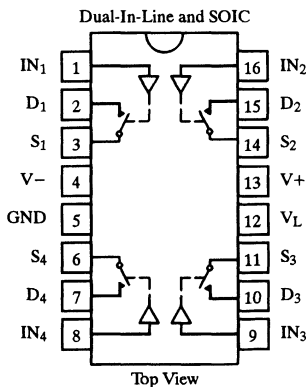 Dual-In-Line and SOIC
IN1 1 16 IN2
D1 2 15 D2
S1 3 14 S2
V− 4 13 V+
GND 5 12 VL
S4 6 11 S3
D4 7 10 D3
IN4 8 9 IN3
Top View